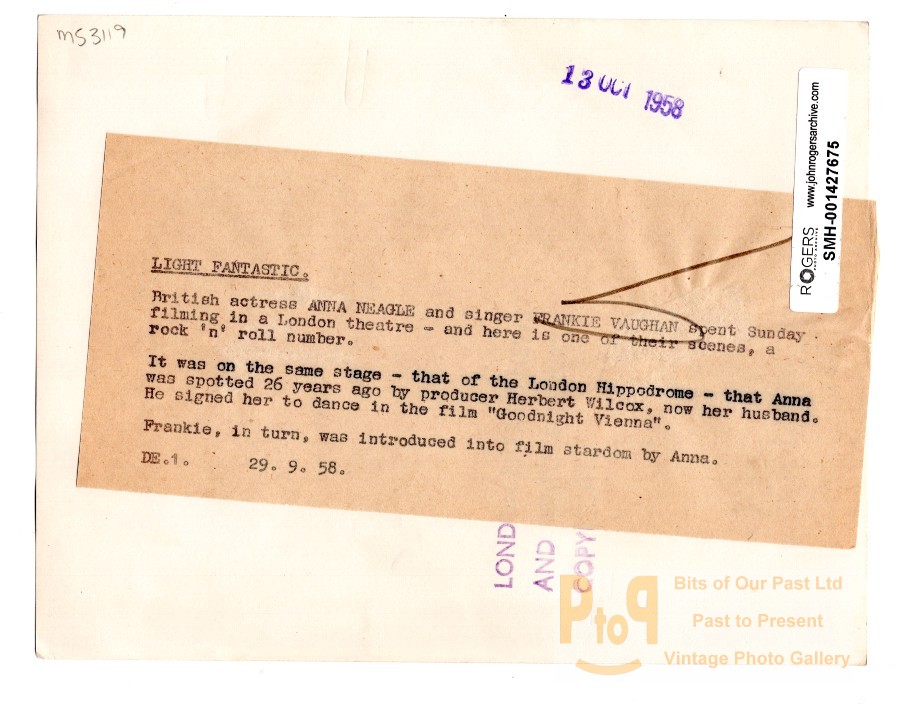 mS3119
13 OCT 1958
www.johnrogersarchive.com
ROGERS
PHOTO ARCHIVE
SMH-001427675
LIGHT FANTASTIC.
British actress ANNA NEAGLE and singer FRANKIE VAUGHAN spent Sunday
filming in a London theatre - and here is one of their scenes, a
rock 'n' roll number.
It was on the same stage - that of the London Hippodrome - that Anna
was spotted 26 years ago by producer Herbert Wilcox, now her husband.
He signed her to dance in the film "Goodnight Vienna".
Frankie, in turn, was introduced into film stardom by Anna.
DE.1. 29. 9. 58.
LOND
AND
COPY
PtoP
Bits of Our Past Ltd
Past to Present
Vintage Photo Gallery